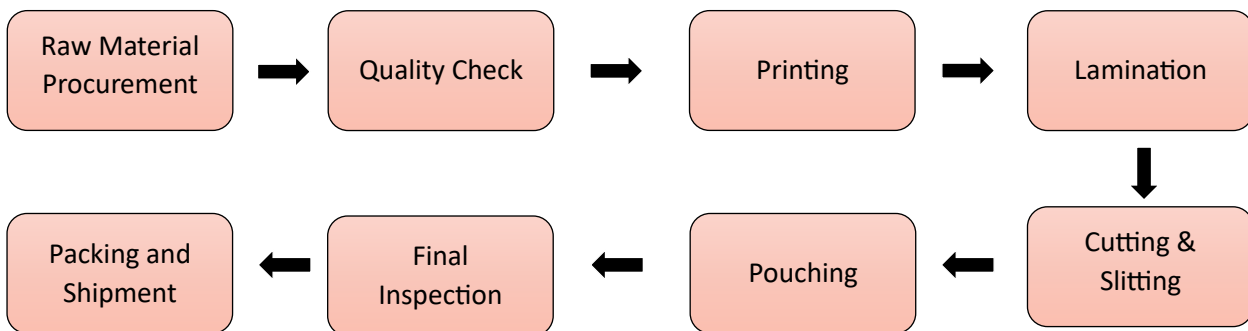 Raw Material
Procurement
Quality Check
Printing
Lamination
Cutting &
Slitting
Pouching
Final
Inspection
Packing and
Shipment